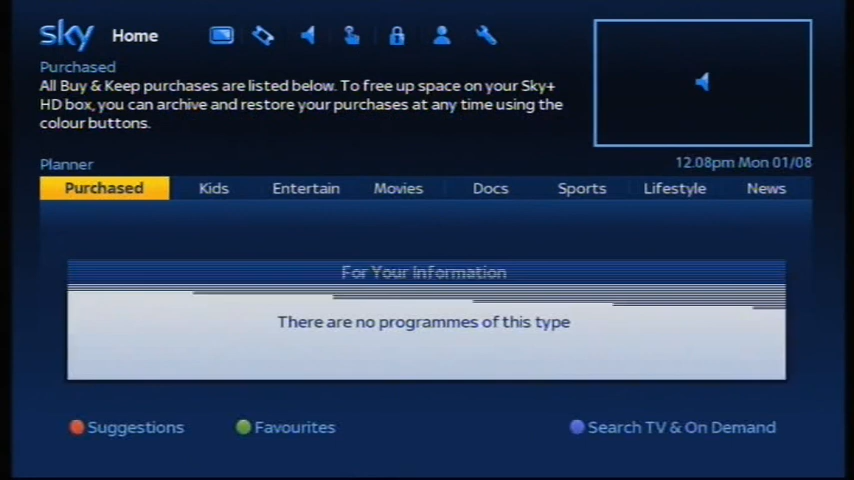 sky Home
Purchased
All Buy & Keep purchases are listed below. To free up space on your Sky+
HD box, you can archive and restore your purchases at any time using the
colour buttons.
Planner 12.08pm Mon 01/08
Purchased Kids Entertain Movies Docs Sports Lifestyle News
For Your Information
There are no programmes of this type
Suggestions Favourites Search TV & On Demand